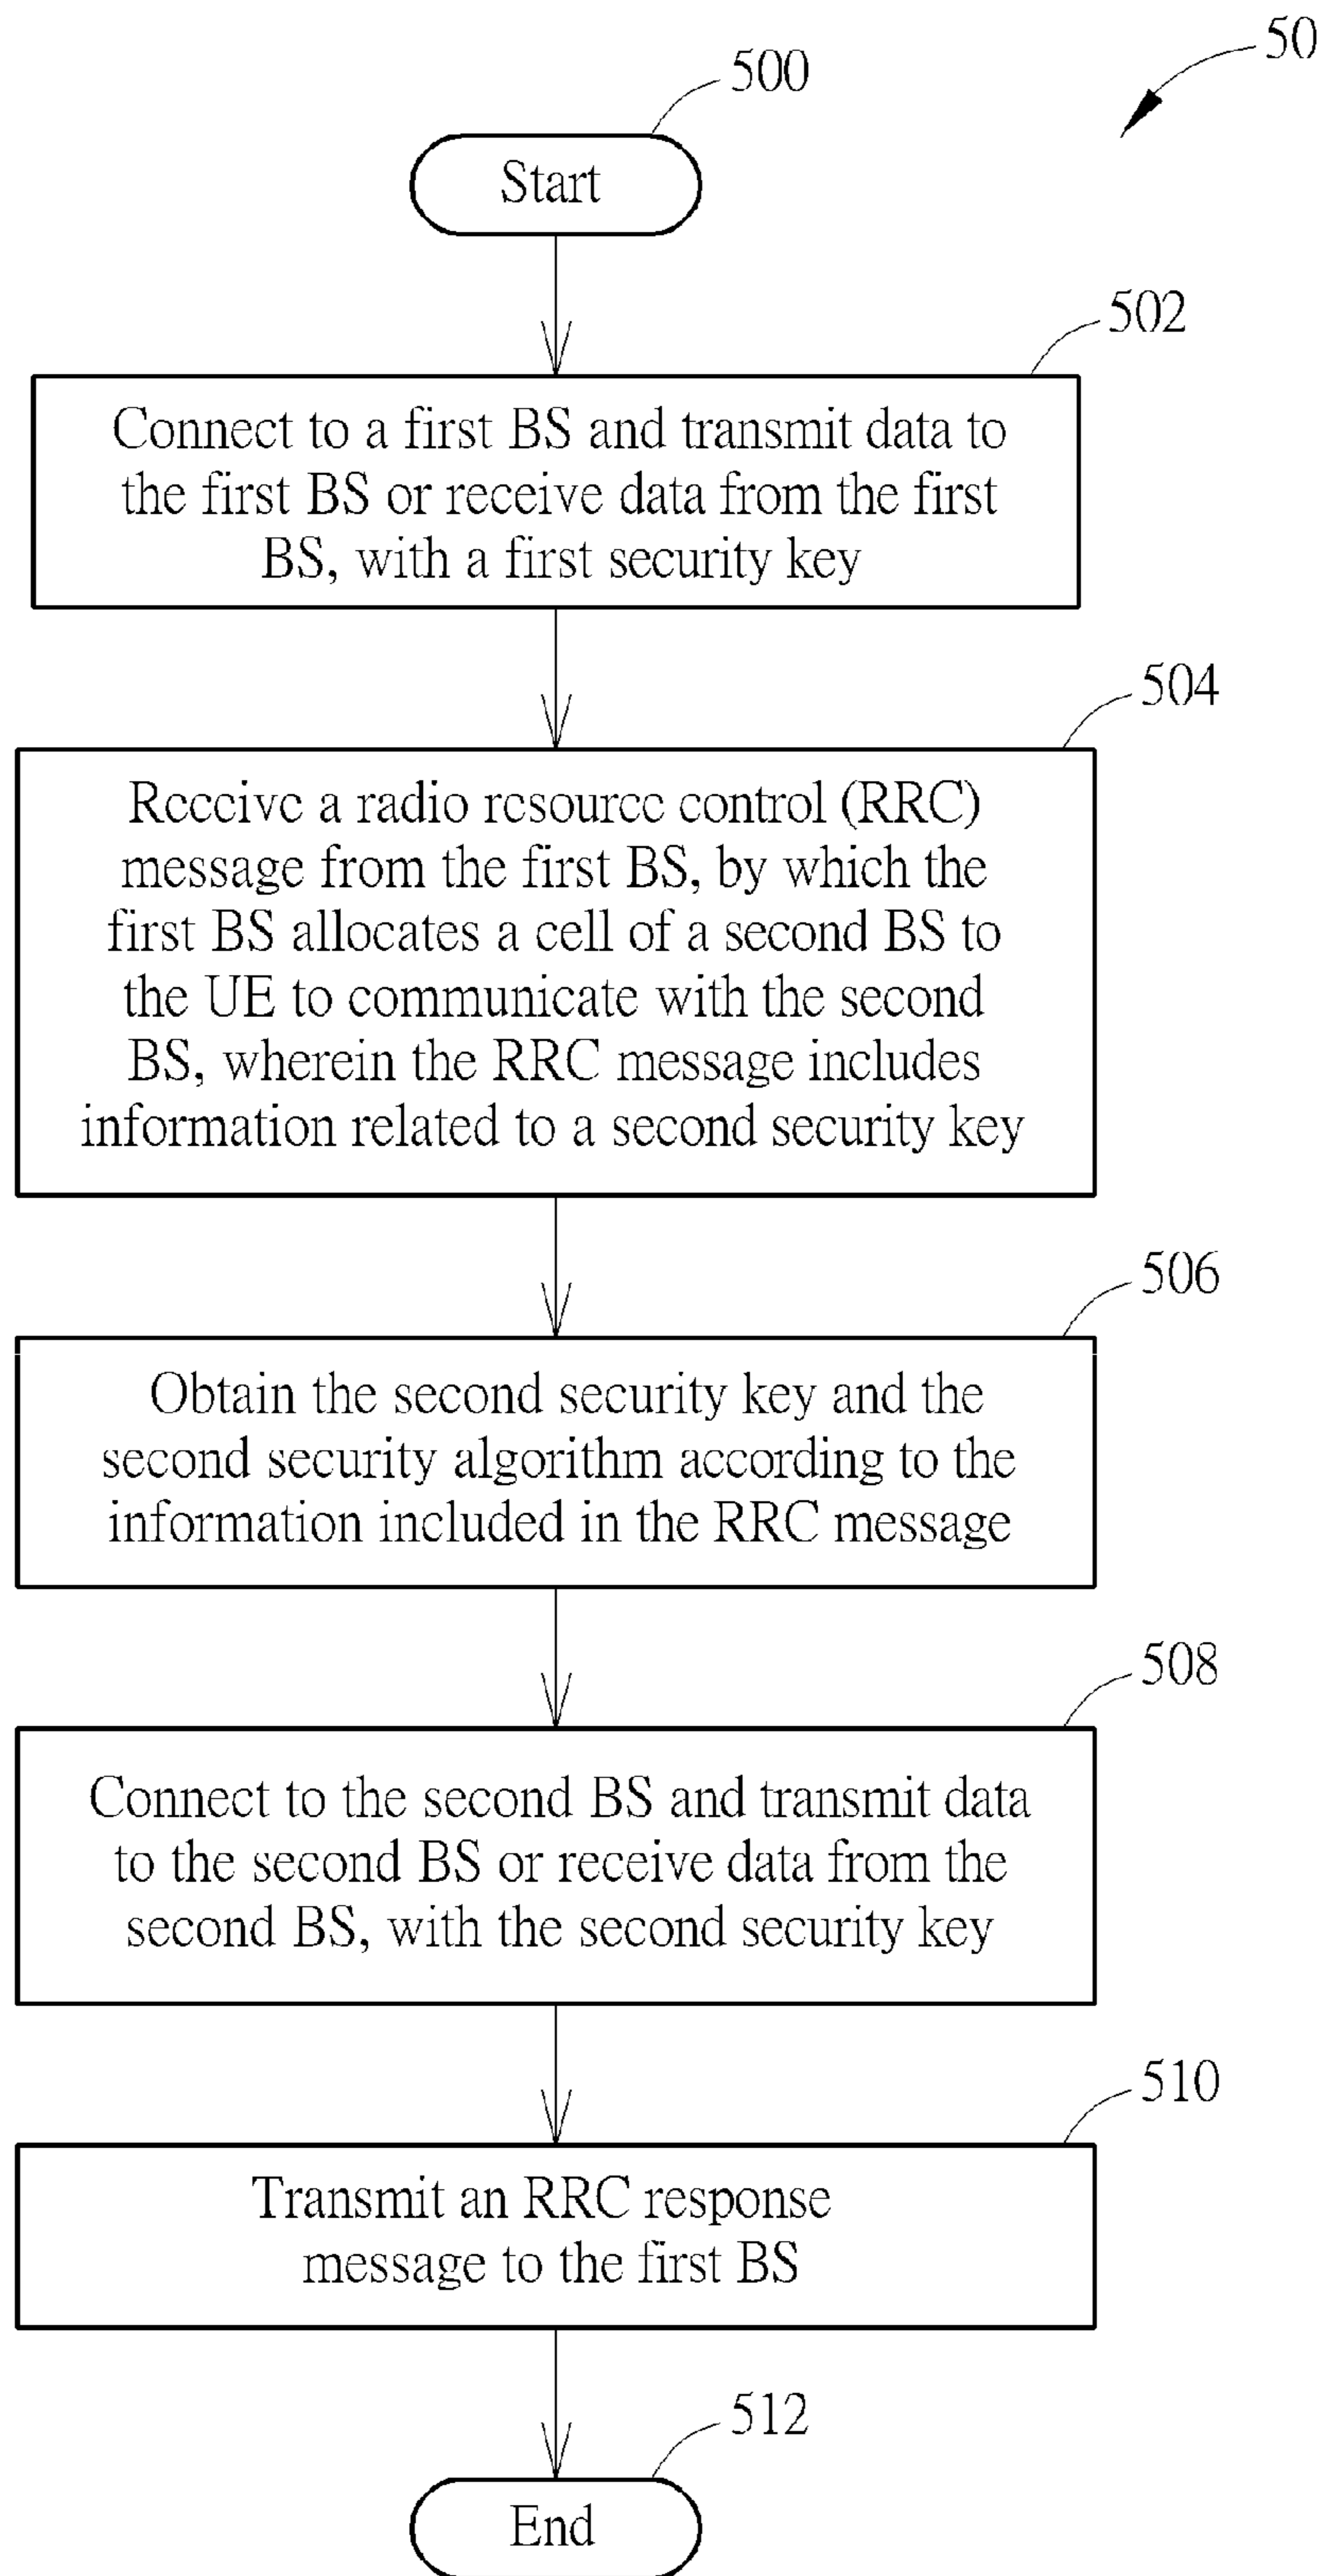 50
500
Start
502
Connect to a first BS and transmit data to
the first BS or receive data from the first
BS, with a first security key
504
Receive a radio resource control (RRC)
message from the first BS, by which the
first BS allocates a cell of a second BS to
the UE to communicate with the second
BS, wherein the RRC message includes
information related to a second security key
506
Obtain the second security key and the
second security algorithm according to the
information included in the RRC message
508
Connect to the second BS and transmit data
to the second BS or receive data from the
second BS, with the second security key
510
Transmit an RRC response
message to the first BS
512
End